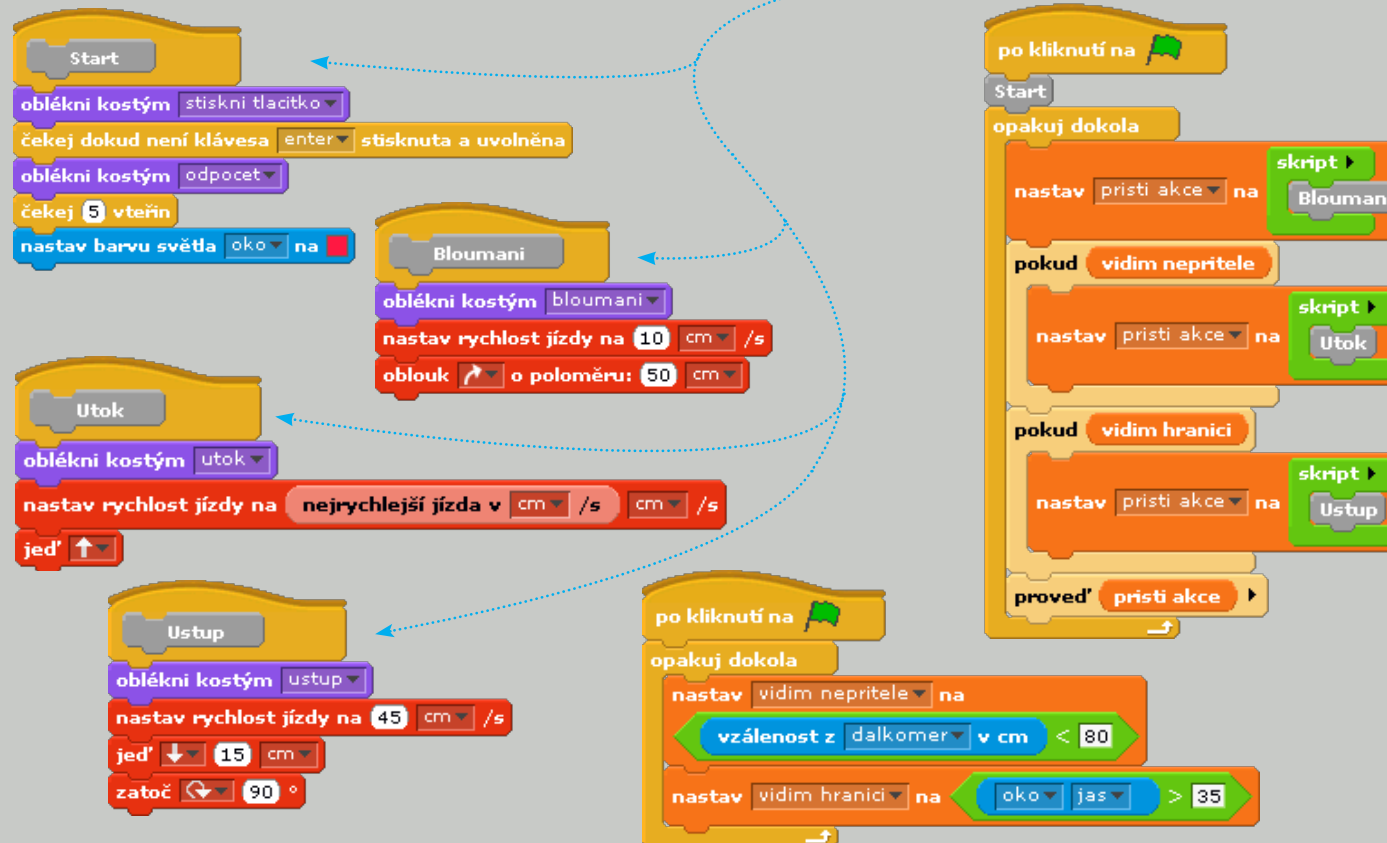 Start
oblékni kostým stiskni tlacitko
čekej dokud není klávesa enter stisknuta a uvolněna
oblékni kostým odpocet
čekej 5 vteřin
nastav barvu světla oko na
Bloumani
oblékni kostým bloumani
nastav rychlost jízdy na 10 cm /s
oblouk o poloměru: 50 cm
Utok
oblékni kostým utok
nastav rychlost jízdy na nejrychlejší jízda v cm /s cm /s
jeď
Ustup
oblékni kostým ustup
nastav rychlost jízdy na 45 cm /s
jeď 15 cm
zatoč 90 °
po kliknutí na
opakuj dokola
nastav vidim nepritele na
vzálenost z dalkomer v cm < 80
nastav vidim hranici na oko jas > 35
po kliknutí na
Start
opakuj dokola
nastav pristi akce na skript
Blouman
pokud vidim nepritele
nastav pristi akce na skript
Utok
pokud vidim hranici
nastav pristi akce na skript
Ustup
proveď pristi akce